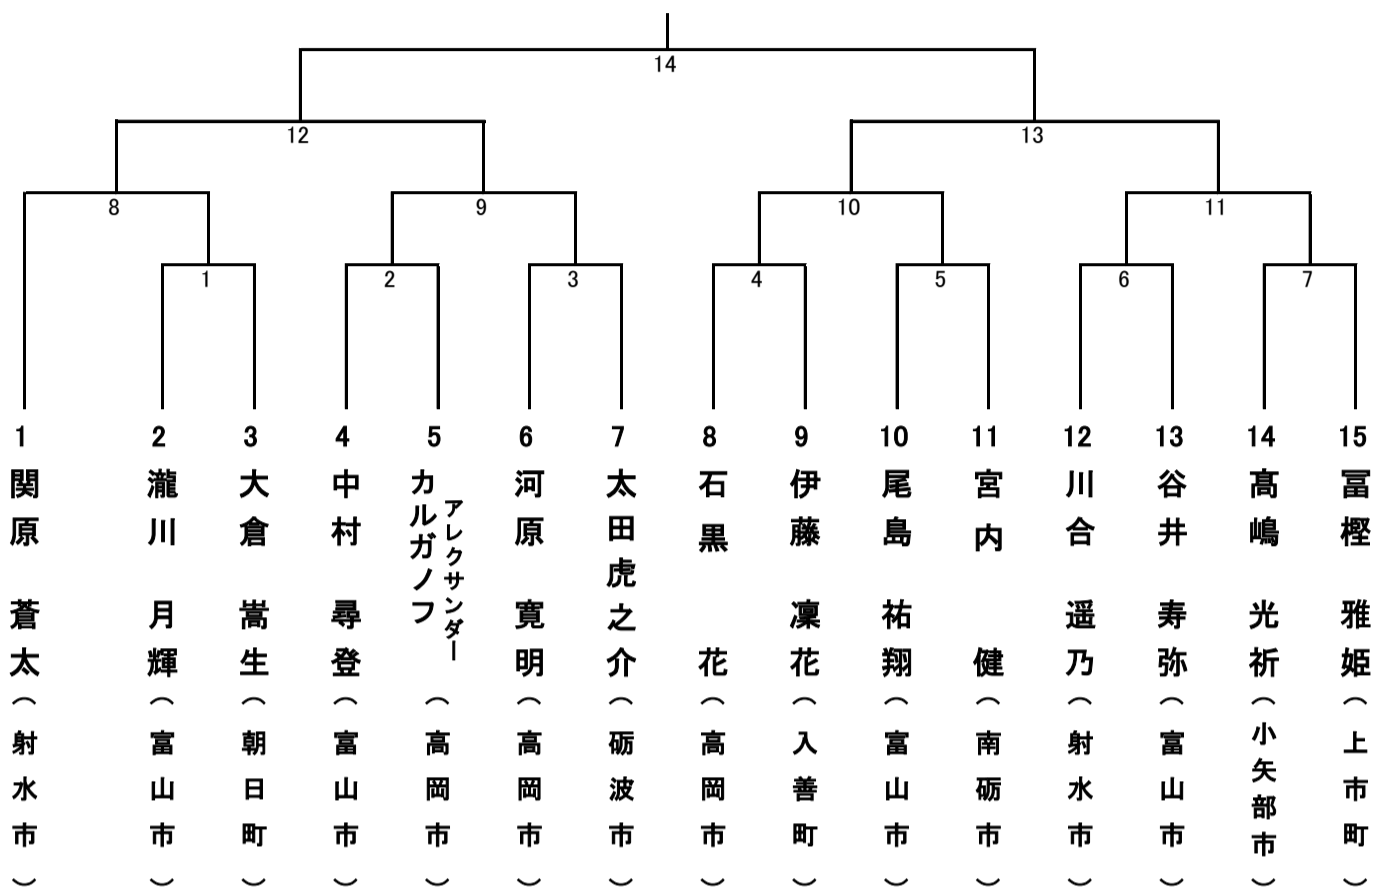 14
12
13
8
9
10
11
1
2
3
4
5
6
7
1
関原 蒼太(射水市)
2
瀧川 月輝(富山市)
3
大倉 嵩生(朝日町)
4
中村 尋登(富山市)
5
カルガノフ アレクサンダー(高岡市)
6
河原 寛明(高岡市)
7
太田虎之介(砺波市)
8
石黒 花(高岡市)
9
伊藤 凜花(入善町)
10
尾島 祐翔(富山市)
11
宮内 健(南砺市)
12
川合 遥乃(射水市)
13
谷井 寿弥(富山市)
14
髙嶋 光祈(小矢部市)
15
冨樫 雅姫(上市町)